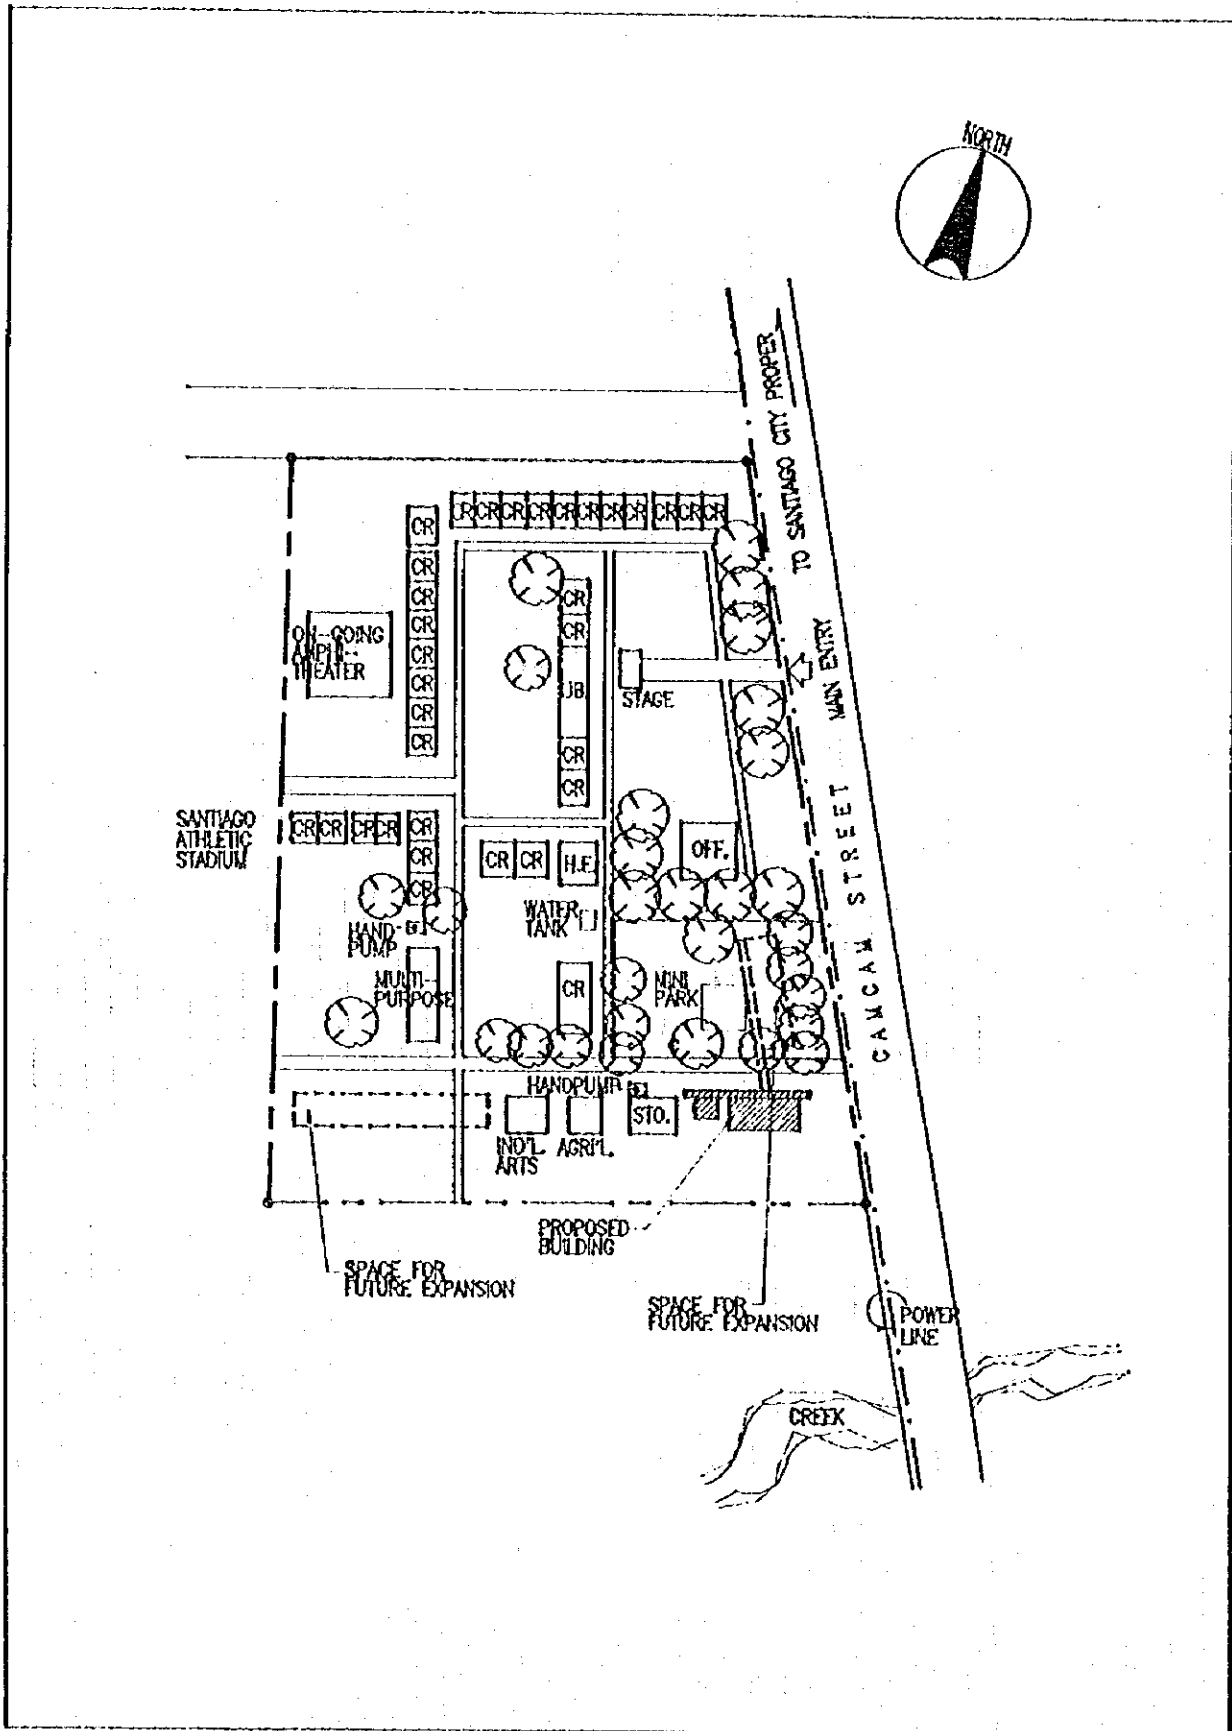 NORTH
TO SANTIAGO CITY PROPER
CR CR CR CR CR CR CR CR CR CR CR
CR
CR
CR
CR
CR
CR
CR
CR
CR
CR
JB
CR
CR
ON-GOING
AMPHI-
THEATER
STAGE
MAIN ENTRY
SANTIAGO
ATHLETIC
STADIUM
CR CR CR CR
CR
CR
CR
CR CR H.E.
OFF.
CAMCAM STREET
WATER
TANK
HAND-
PUMP
MULTI-
PURPOSE
CR
MINI
PARK
HANDPUMP
STO.
IND'L.
ARTS
AGRI'L.
PROPOSED
BUILDING
SPACE FOR
FUTURE EXPANSION
SPACE FOR
FUTURE EXPANSION
POWER
LINE
CREEK